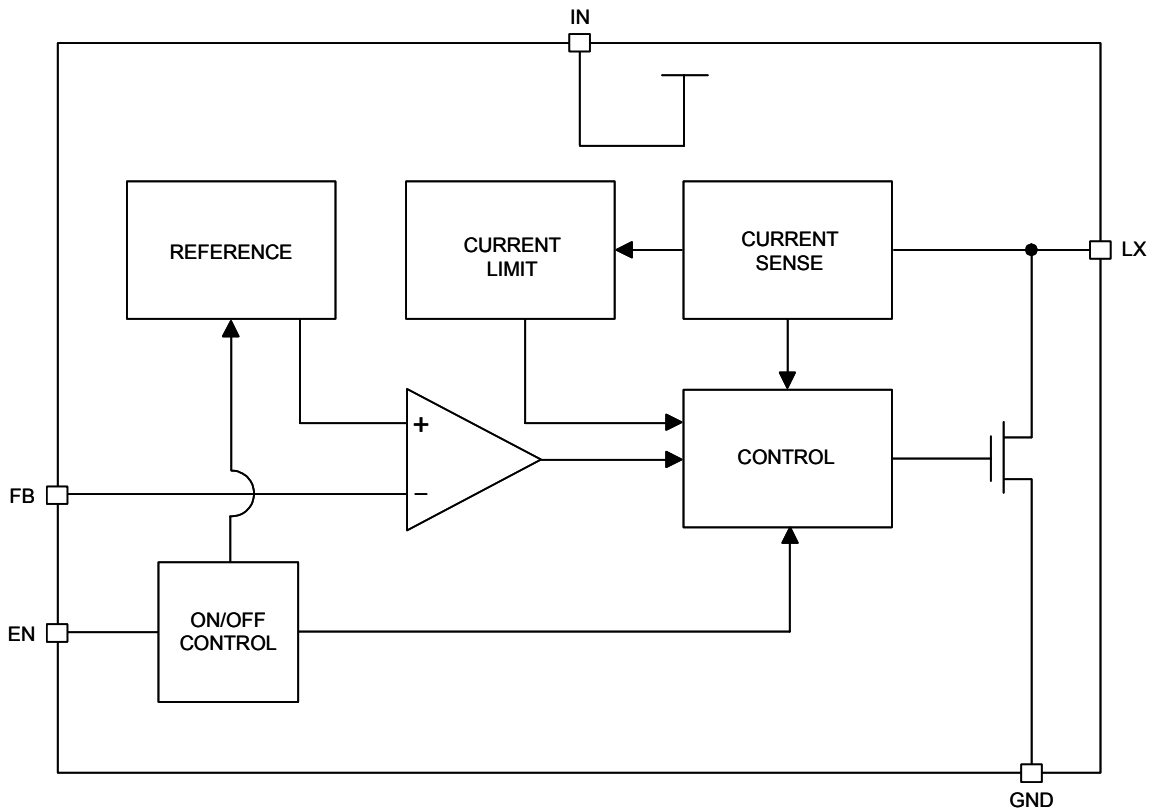 IN
REFERENCE
CURRENT
LIMIT
CURRENT
SENSE
LX
+
CONTROL
FB
−
EN
ON/OFF
CONTROL
GND